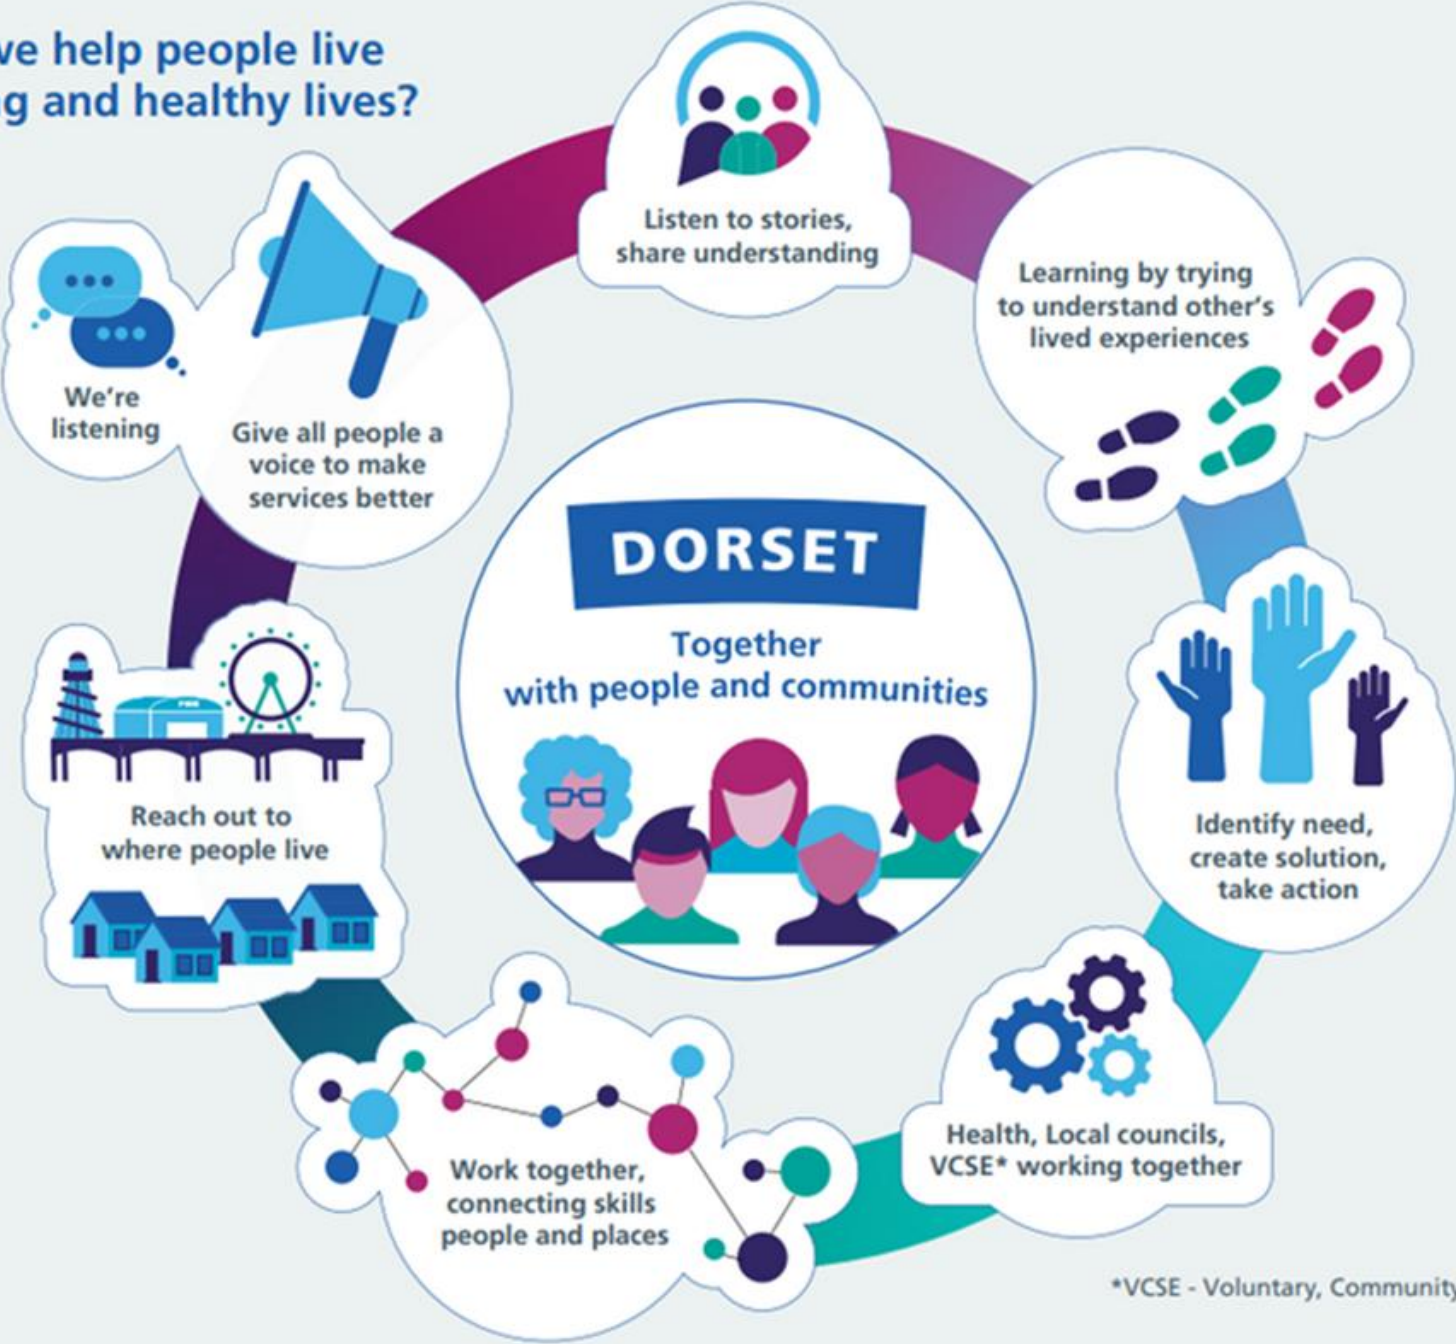 ve help people live
g and healthy lives?
Listen to stories,
share understanding
Learning by trying
to understand other's
lived experiences
We're
listening
Give all people a
voice to make
services better
DORSET
Together
with people and communities
Identify need,
create solution,
take action
Reach out to
where people live
Health, Local councils,
VCSE* working together
Work together,
connecting skills
people and places
*VCSE - Voluntary, Community